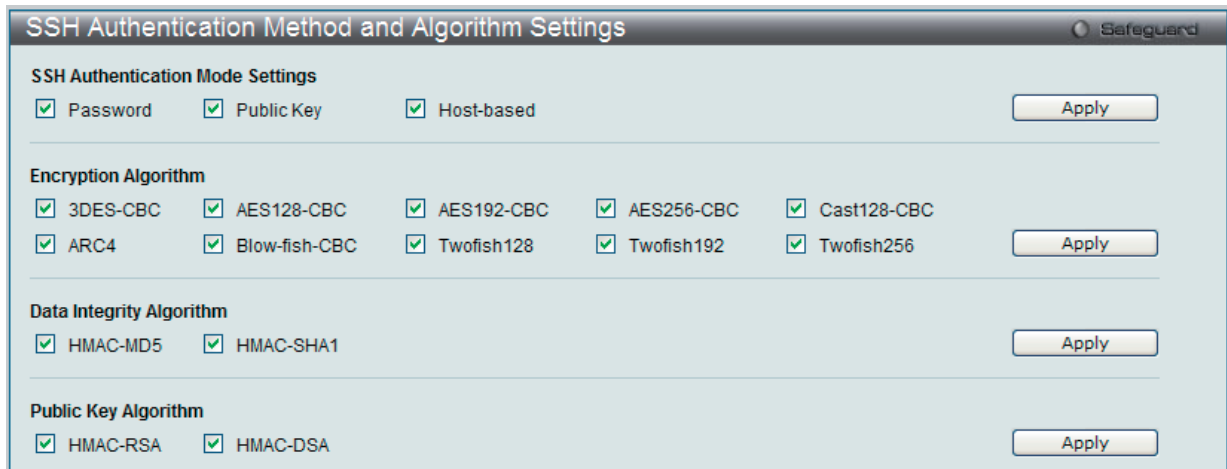 SSH Authentication Method and Algorithm Settings Safeguard
SSH Authentication Mode Settings
Password Public Key Host-based Apply
Encryption Algorithm
3DES-CBC AES128-CBC AES192-CBC AES256-CBC Cast128-CBC
ARC4 Blow-fish-CBC Twofish128 Twofish192 Twofish256 Apply
Data Integrity Algorithm
HMAC-MD5 HMAC-SHA1 Apply
Public Key Algorithm
HMAC-RSA HMAC-DSA Apply